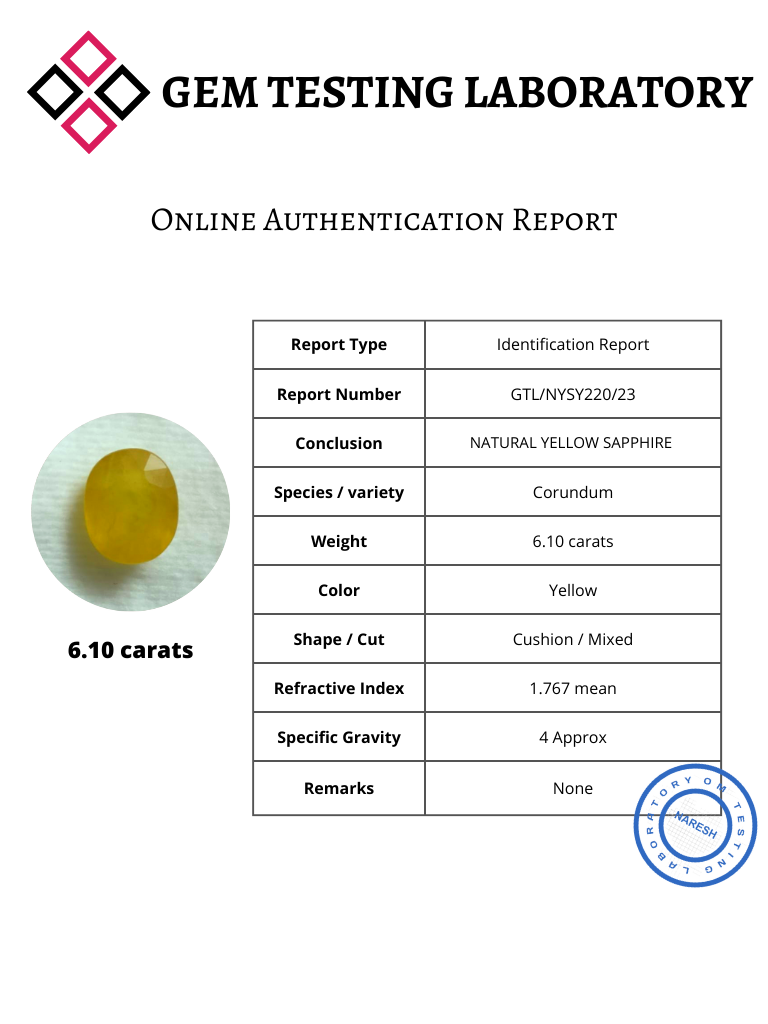 GEM TESTING LABORATORY
Online Authentication Report
Report Type Identification Report
Report Number GTL/NYSY220/23
Conclusion NATURAL YELLOW SAPPHIRE
Species / variety Corundum
Weight 6.10 carats
Color Yellow
Shape / Cut Cushion / Mixed
Refractive Index 1.767 mean
Specific Gravity 4 Approx
Remarks None
6.10 carats
OM TESTING LABORATORY
NARESH